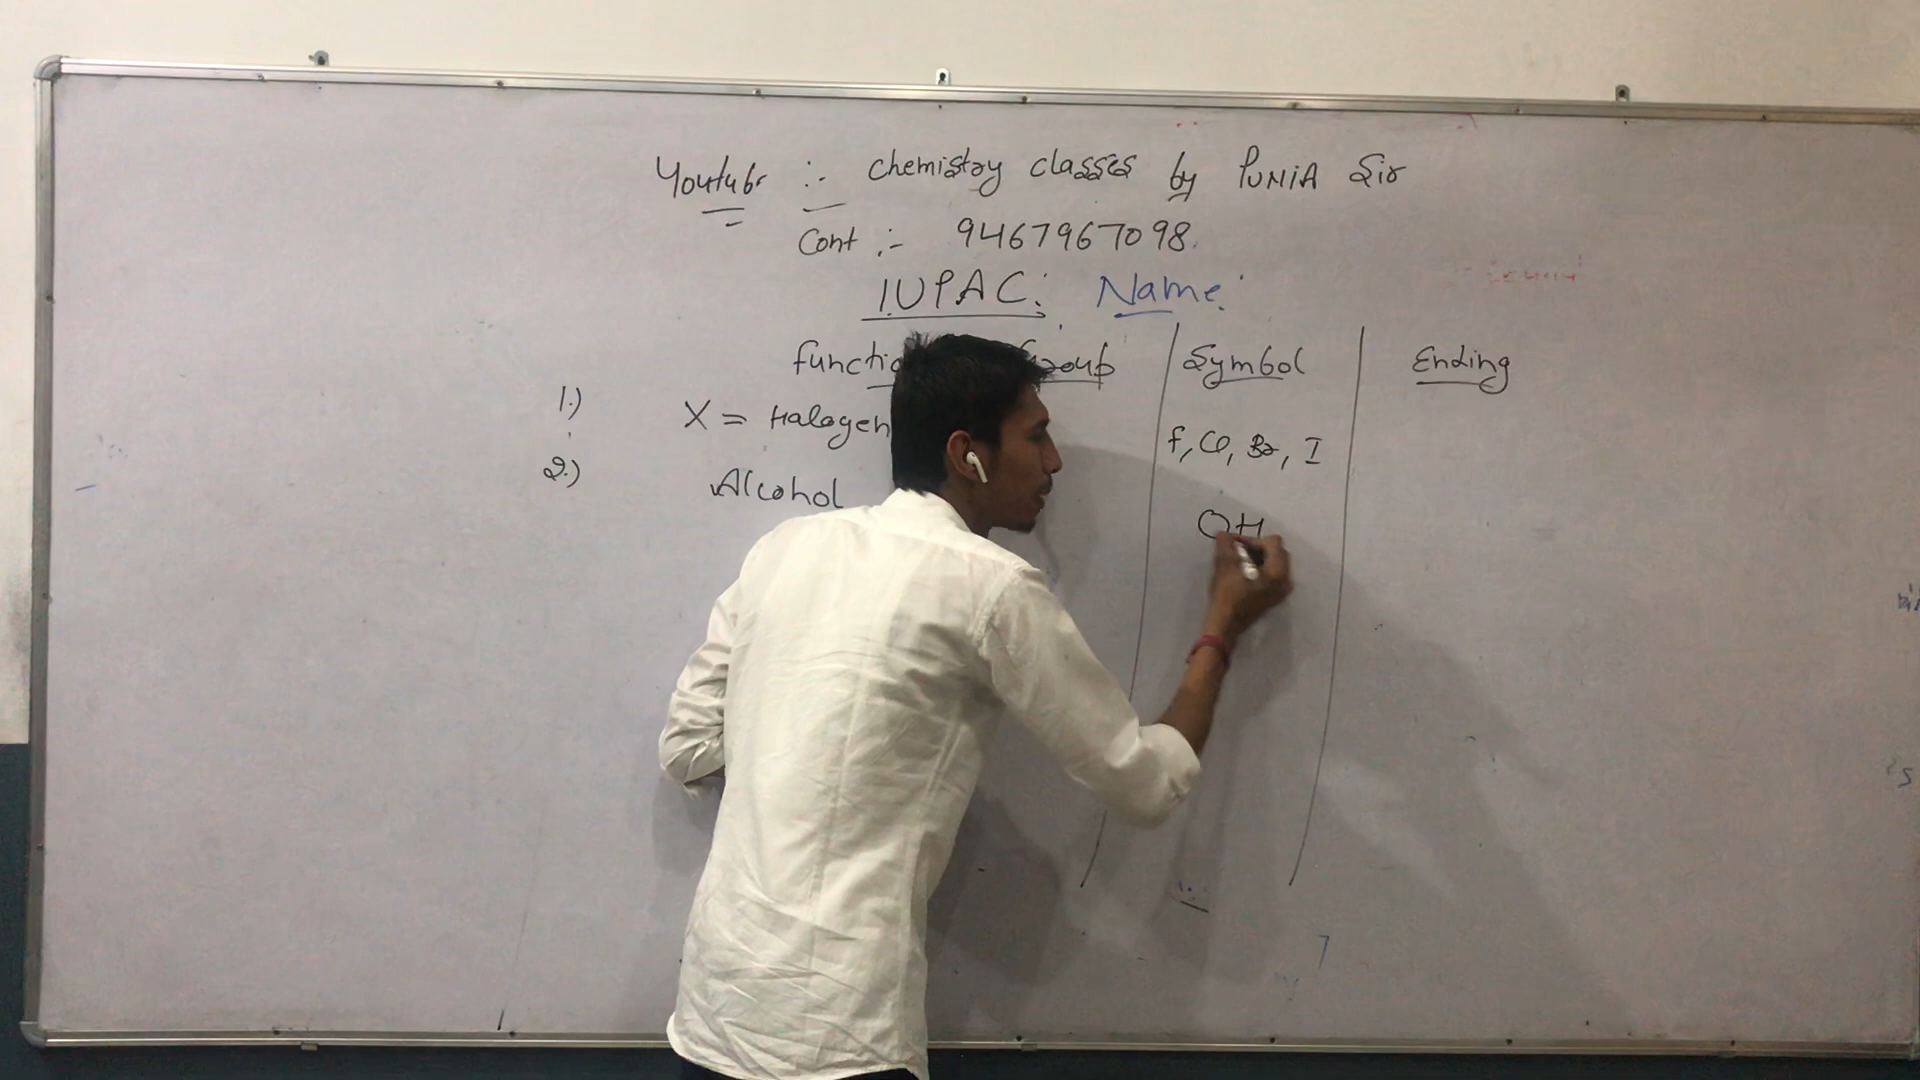 Youtube :- Chemistry classes by PUNIA Sir
Cont :- 9467967098
IUPAC: Name
Symbol Ending
1.) X = Halogen F, Cl, Br, I
2.) Alcohol OH